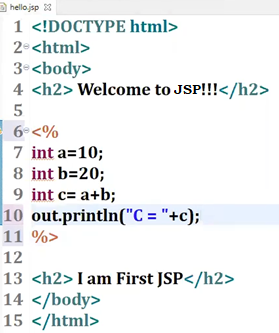 hello.jsp
1 <!DOCTYPE html>
2 <html>
3 <body>
4 <h2> Welcome to JSP!!!</h2>
5
6 <%
7 int a=10;
8 int b=20;
9 int c= a+b;
10 out.println("C = "+c);
11 %>
12
13 <h2> I am First JSP</h2>
14 </body>
15 </html>